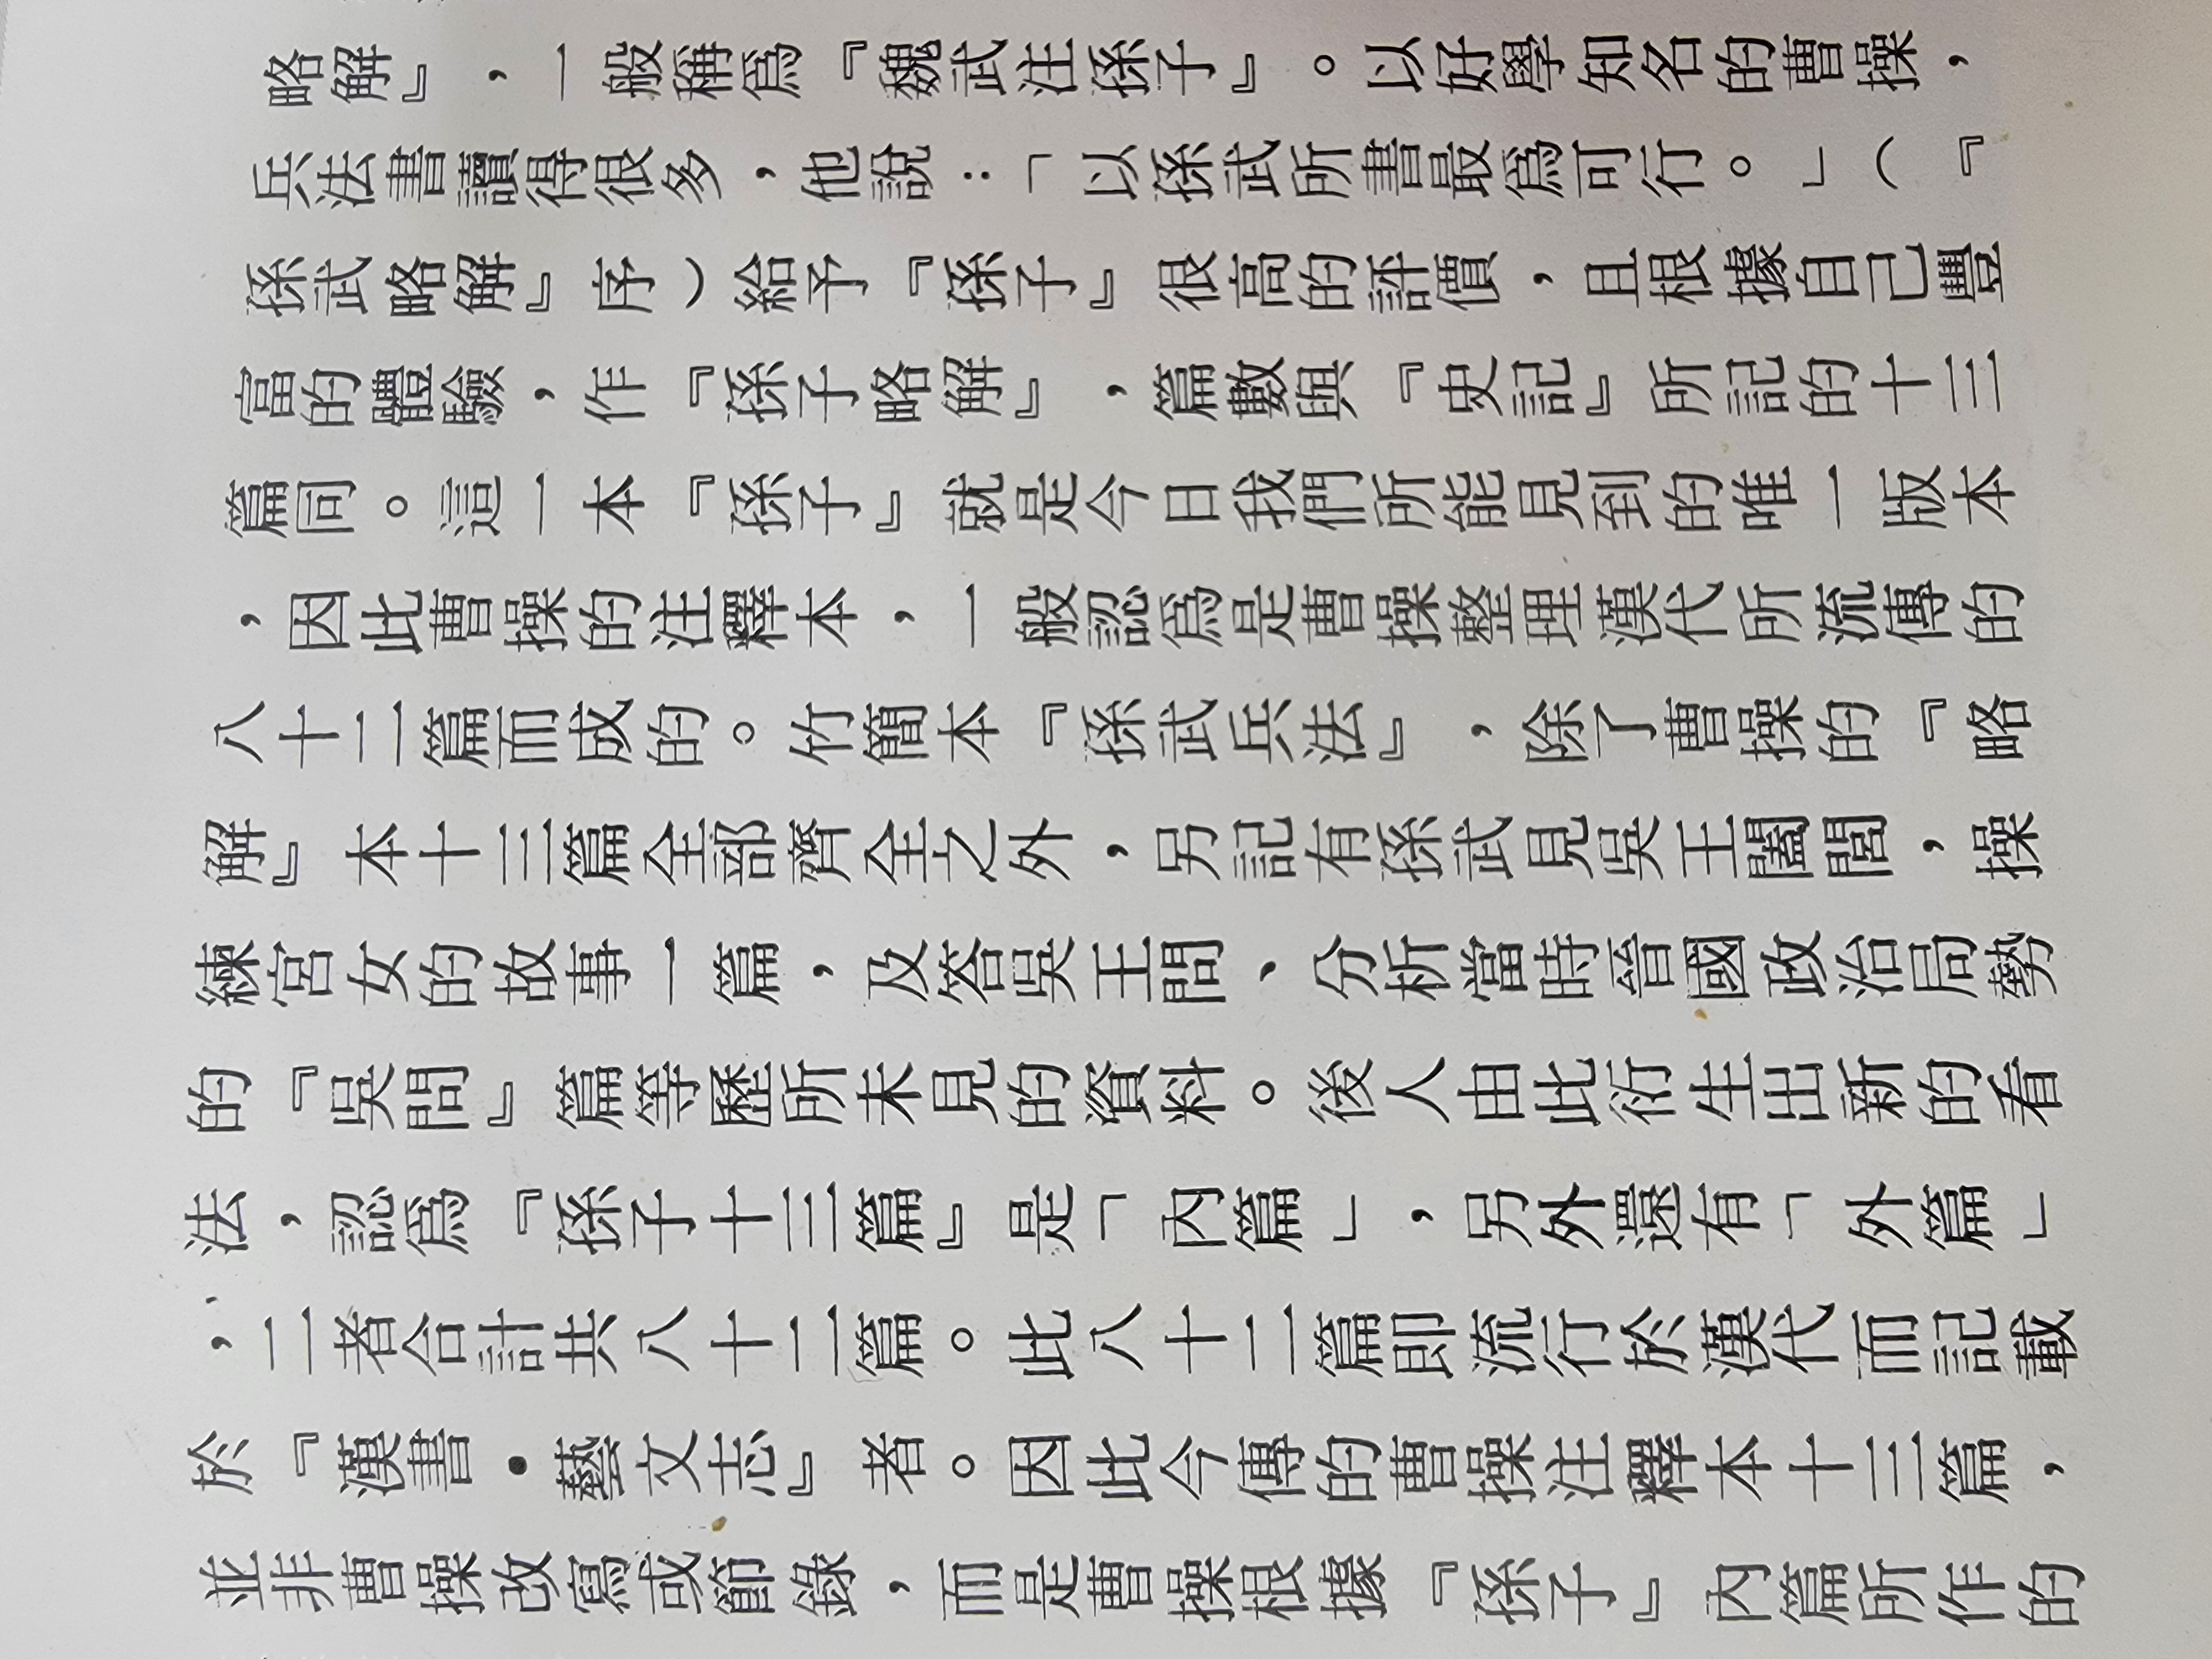 略解』，一般稱爲『魏武注孫子』。以好學知名的曹操，
兵法書讀得很多，他說：「以孫武所書最爲可行。」（『
孫武略解』序）給予『孫子』很高的評價，且根據自己豐
富的體驗，作『孫子略解』，篇數與『史記』所記的十三
篇同。這一本『孫子』就是今日我們所能見到的唯一版本
，因此曹操的注釋本，一般認爲是曹操整理漢代所流傳的
八十二篇而成的。竹簡本『孫武兵法』，除了曹操的『略
解』本十三篇全部齊全之外，另記有孫武見吳王闔閭，操
練宮女的故事一篇，及答吳王問、分析當時晉國政治局勢
的『吳問』篇等歷所未見的資料。後人由此衍生出新的看
法，認爲『孫子十三篇』是「內篇」，另外還有「外篇」
，二者合計共八十二篇。此八十二篇即流行於漢代而記載
於『漢書•藝文志』者。因此今傳的曹操注釋本十三篇，
並非曹操改寫或節錄，而是曹操根據『孫子』內篇所作的